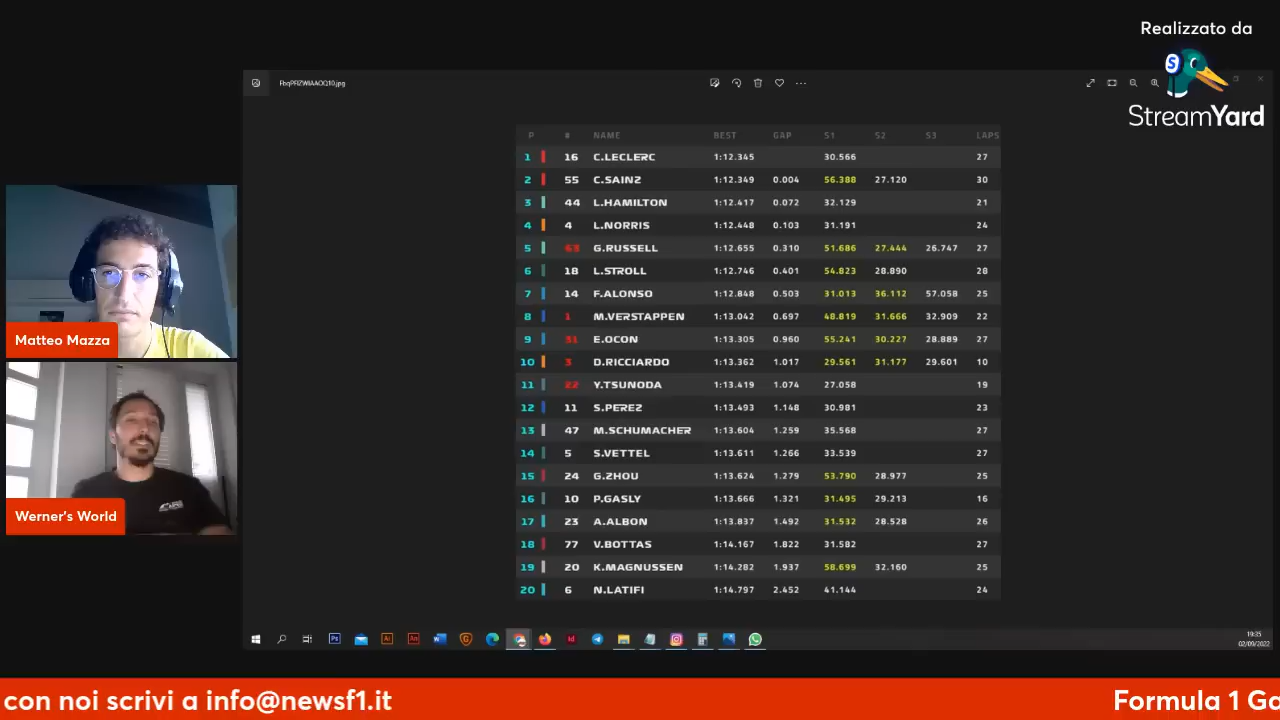 Realizzato da
StreamYard
FbqPFIZWIAAOQ10.jpg
P # NAME BEST GAP S1 S2 S3 LAPS
1 16 C.LECLERC 1:12.345 30.566 27
2 55 C.SAINZ 1:12.349 0.004 56.388 27.120 30
3 44 L.HAMILTON 1:12.417 0.072 32.129 21
4 4 L.NORRIS 1:12.448 0.103 31.191 24
5 63 G.RUSSELL 1:12.655 0.310 51.686 27.444 26.747 27
6 18 L.STROLL 1:12.746 0.401 54.823 28.890 28
7 14 F.ALONSO 1:12.848 0.503 31.013 36.112 57.058 25
8 1 M.VERSTAPPEN 1:13.042 0.697 48.819 31.666 32.909 22
9 31 E.OCON 1:13.305 0.960 55.241 30.227 28.889 27
10 3 D.RICCIARDO 1:13.362 1.017 29.561 31.177 29.601 10
11 22 Y.TSUNODA 1:13.419 1.074 27.058 19
12 11 S.PEREZ 1:13.493 1.148 30.981 23
13 47 M.SCHUMACHER 1:13.604 1.259 35.568 27
14 5 S.VETTEL 1:13.611 1.266 33.539 27
15 24 G.ZHOU 1:13.624 1.279 53.790 28.977 25
16 10 P.GASLY 1:13.666 1.321 31.495 29.213 16
17 23 A.ALBON 1:13.837 1.492 31.532 28.528 26
18 77 V.BOTTAS 1:14.167 1.822 31.582 27
19 20 K.MAGNUSSEN 1:14.282 1.937 58.699 32.160 25
20 6 N.LATIFI 1:14.797 2.452 41.144 24
Matteo Mazza
Werner's World
19:35
02/09/2022
con noi scrivi a info@newsf1.it
Formula 1 Ga